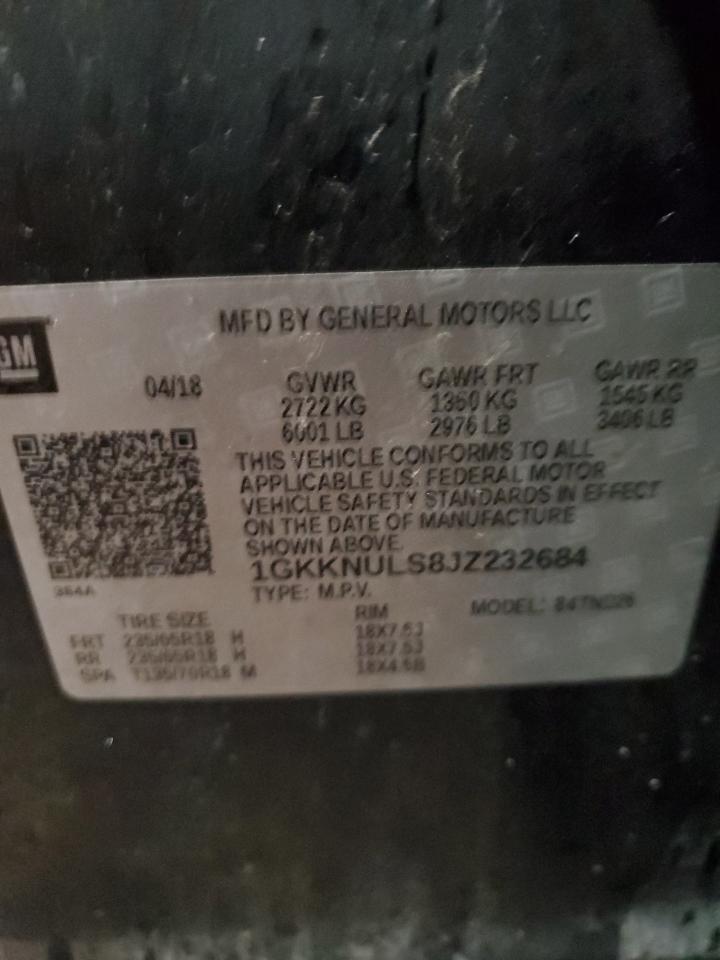 MFD BY GENERAL MOTORS LLC
GM
04/18
GVWR
2722 KG
6001 LB
GAWR FRT
1350 KG
2976 LB
GAWR RR
1545 KG
3406 LB
THIS VEHICLE CONFORMS TO ALL
APPLICABLE U.S. FEDERAL MOTOR
VEHICLE SAFETY STANDARDS IN EFFECT
ON THE DATE OF MANUFACTURE
SHOWN ABOVE.
1GKKNULS8JZ232684
TYPE: M.P.V.
MODEL:
TIRE SIZE
RIM
FRT 235/65R18 H 18X7.5J
RR 235/65R18 H 18X7.5J
SPA T135/70R18 M 18X4.5B